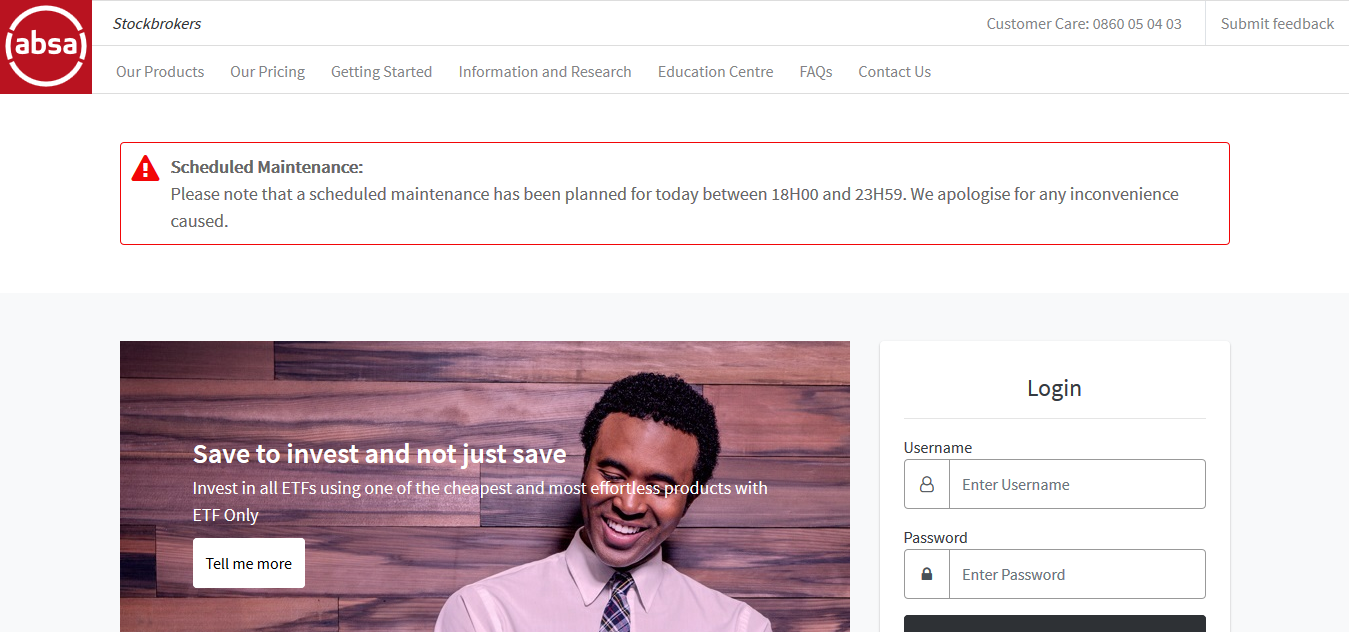 absa
Stockbrokers
Customer Care: 0860 05 04 03
Submit feedback
Our Products
Our Pricing
Getting Started
Information and Research
Education Centre
FAQs
Contact Us
Scheduled Maintenance:
Please note that a scheduled maintenance has been planned for today between 18H00 and 23H59. We apologise for any inconvenience
caused.
Save to invest and not just save
Invest in all ETFs using one of the cheapest and most effortless products with
ETF Only
Tell me more
Login
Username
Enter Username
Password
Enter Password